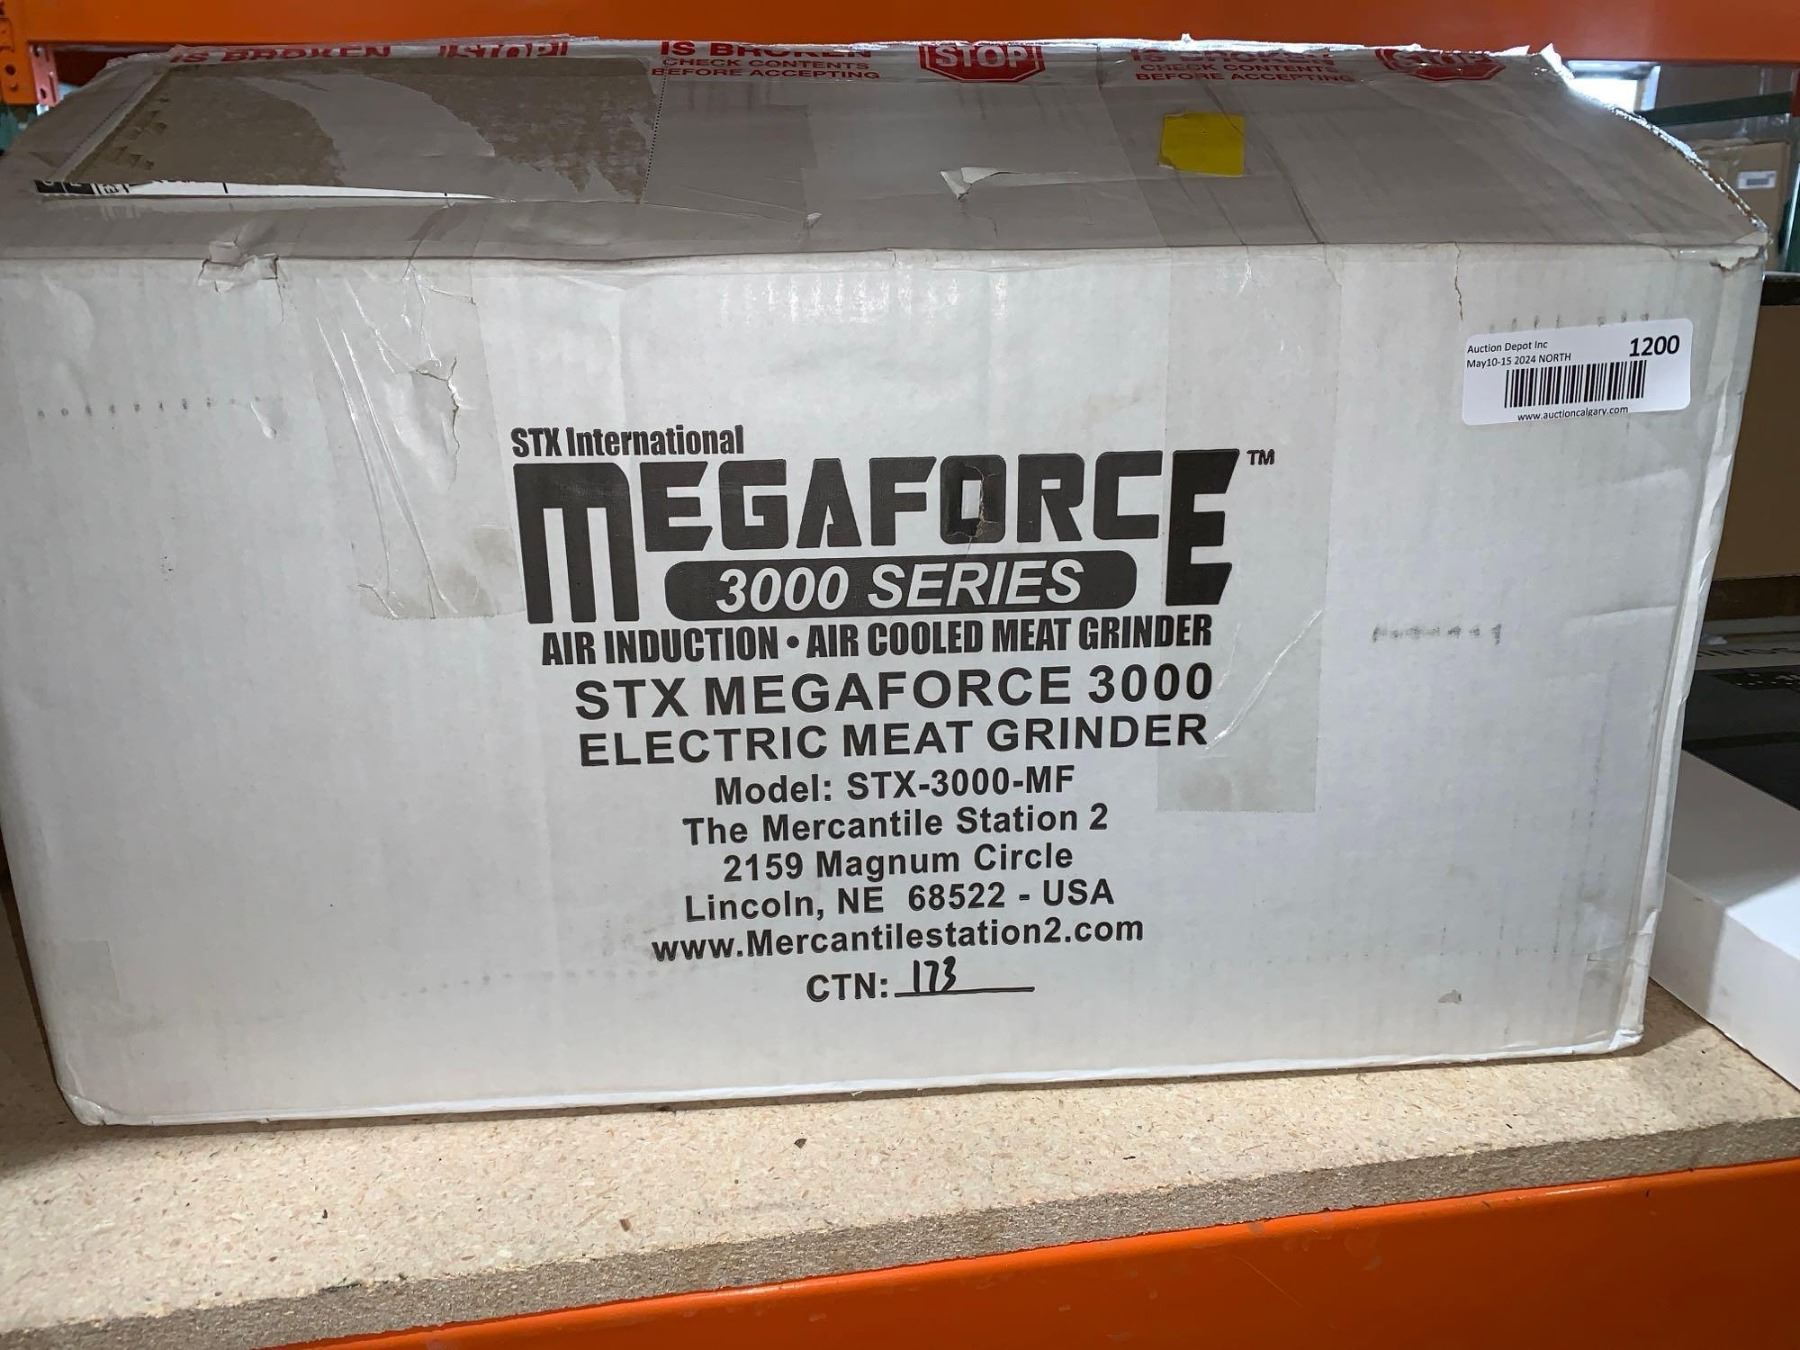 IS BROKEN STOP IS BROKEN STOP IS BROKEN STOP
CHECK CONTENTS CHECK CONTENTS
BEFORE ACCEPTING BEFORE ACCEPTING
Auction Depot Inc 1200
May10-15 2024 NORTH
www.auctioncalgary.com
STX International
MEGAFORCE™
3000 SERIES
AIR INDUCTION • AIR COOLED MEAT GRINDER
STX MEGAFORCE 3000
ELECTRIC MEAT GRINDER
Model: STX-3000-MF
The Mercantile Station 2
2159 Magnum Circle
Lincoln, NE 68522 - USA
www.Mercantilestation2.com
CTN: 173